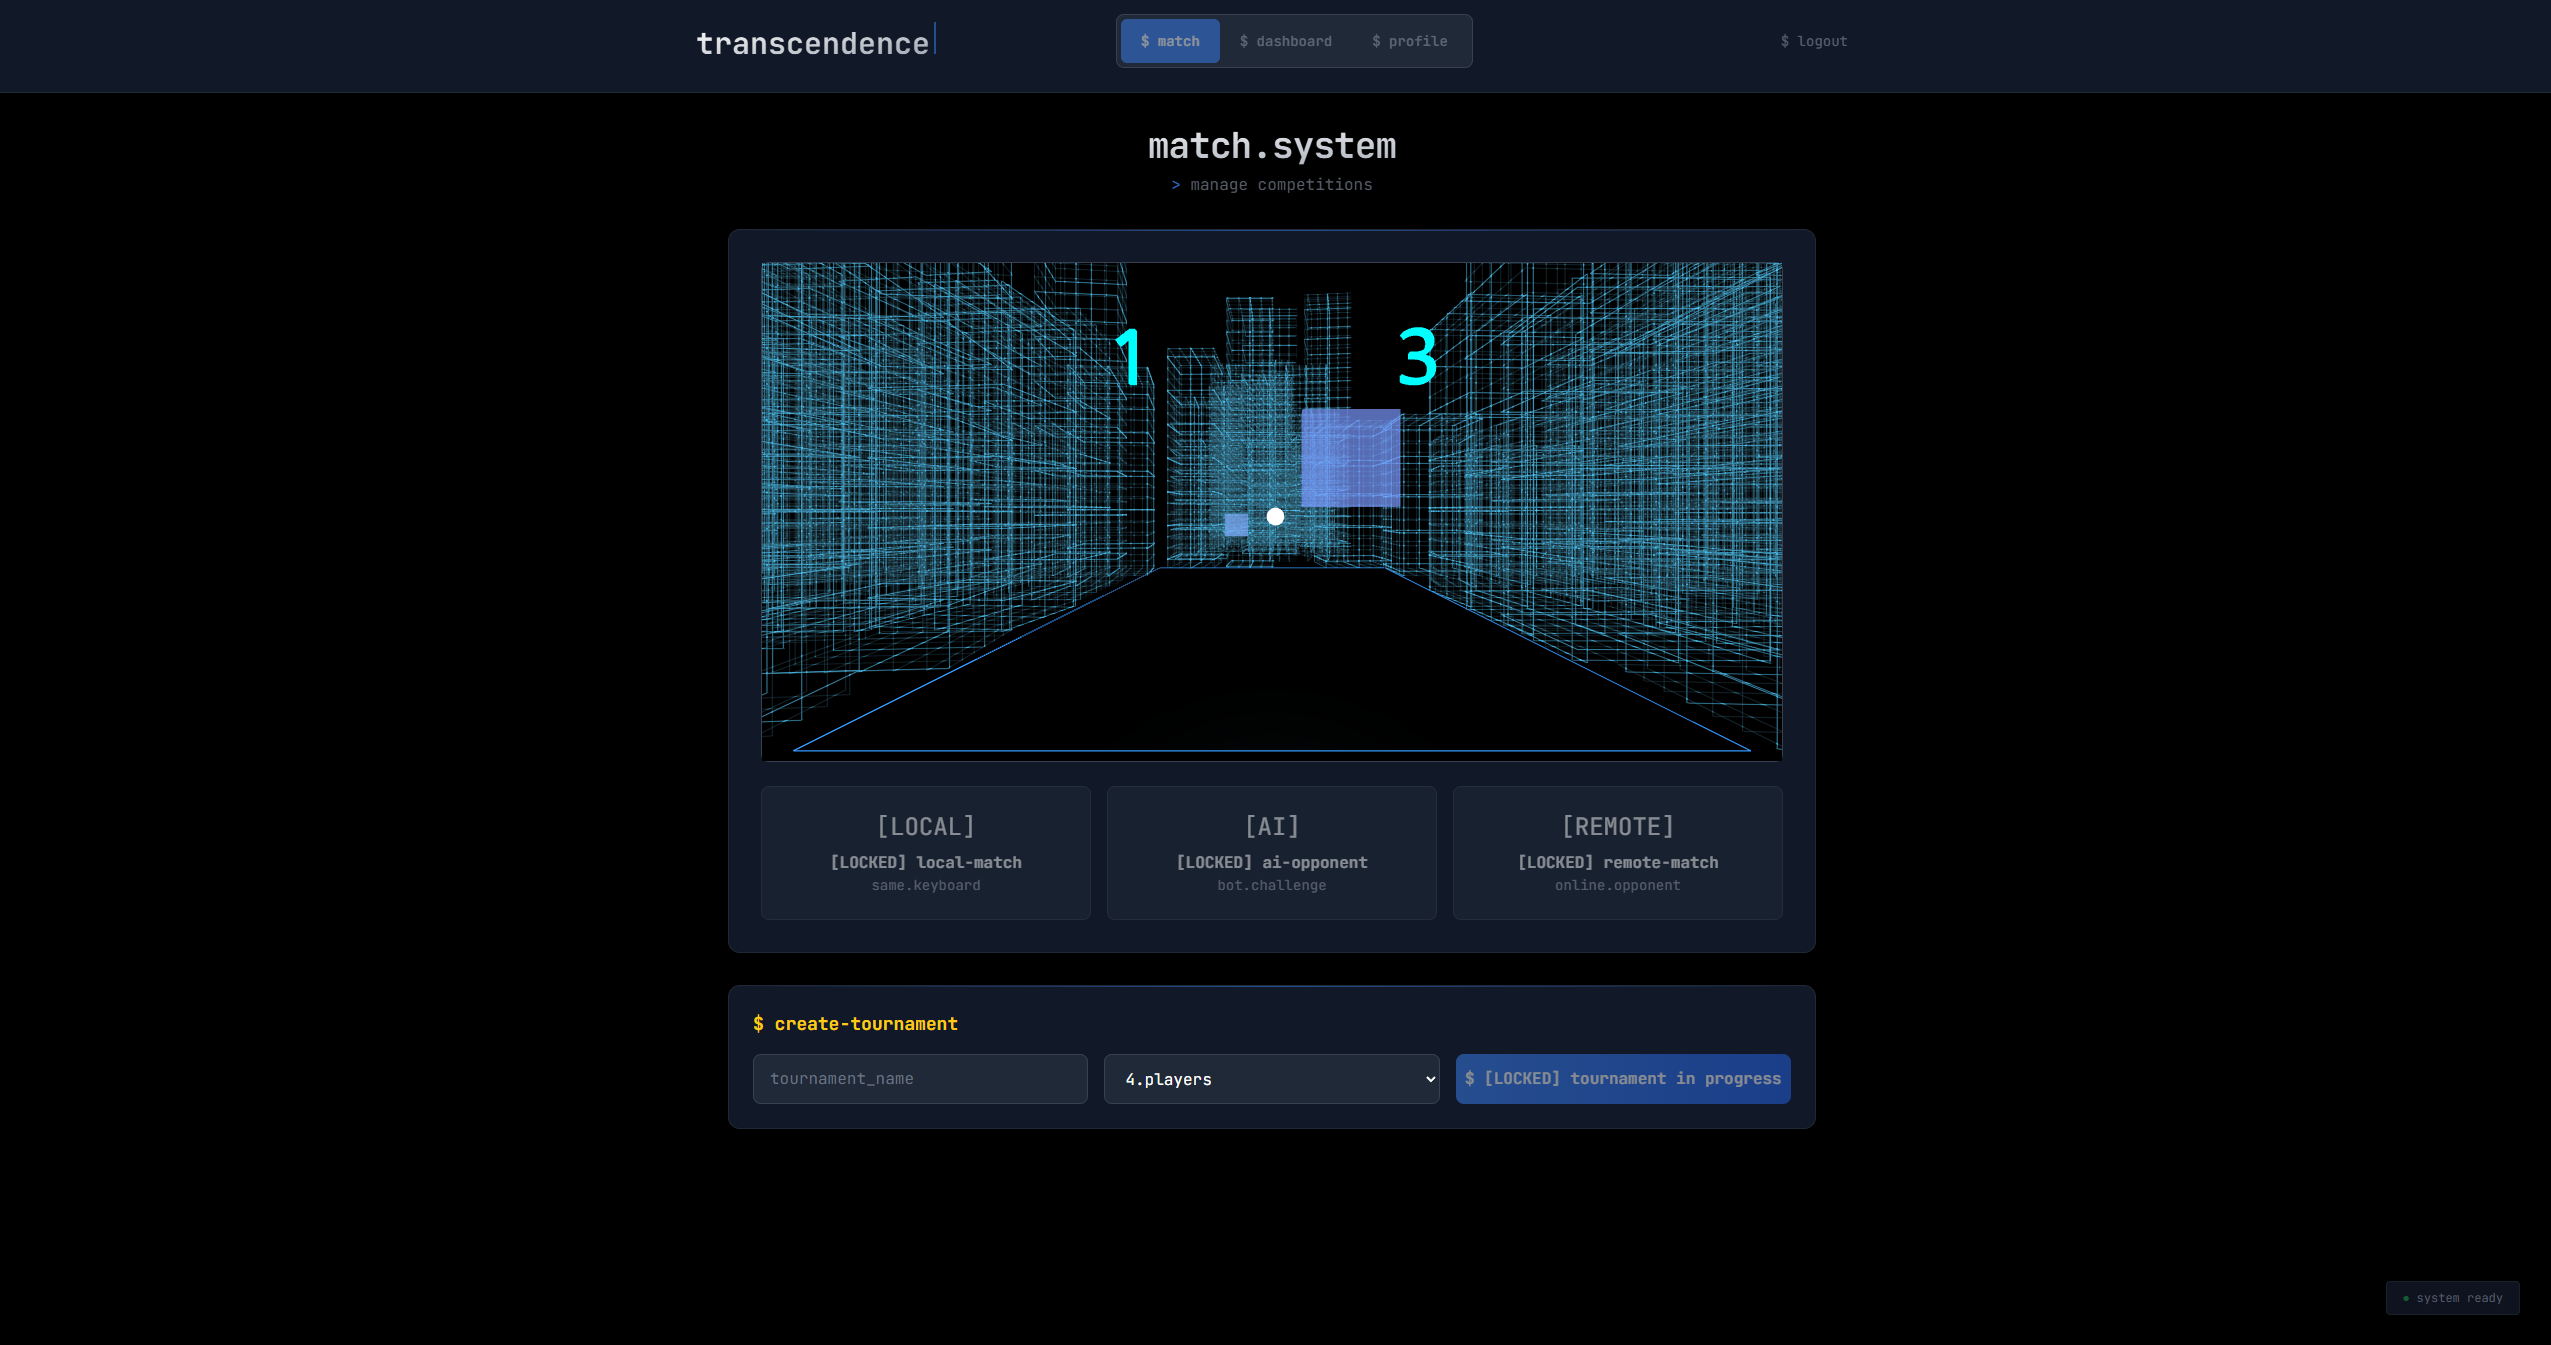 transcendence
$ match
$ dashboard
$ profile
$ logout
match.system
> manage competitions
1
3
[LOCAL]
[LOCKED] local-match
same.keyboard
[AI]
[LOCKED] ai-opponent
bot.challenge
[REMOTE]
[LOCKED] remote-match
online.opponent
$ create-tournament
tournament_name
4.players
$ [LOCKED] tournament in progress
system ready